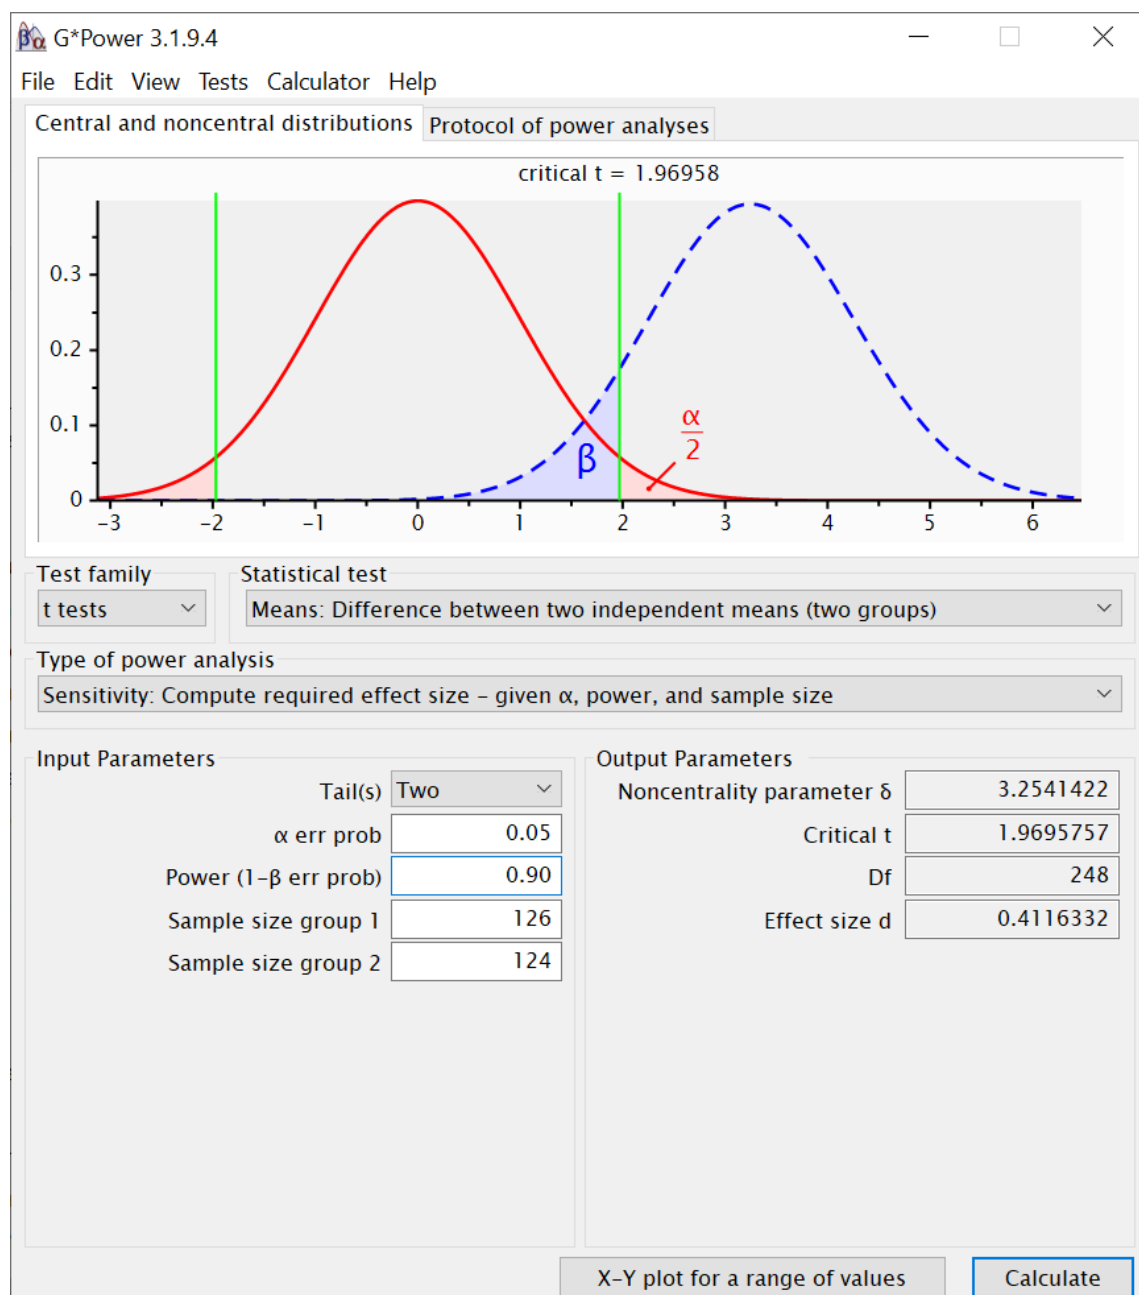 G*Power 3.1.9.4
File Edit View Tests Calculator Help
Central and noncentral distributions
Protocol of power analyses
critical t = 1.96958
0.3
0.2
0.1
0
α
2
β
-3 -2 -1 0 1 2 3 4 5 6
Test family
Statistical test
t tests
Means: Difference between two independent means (two groups)
Type of power analysis
Sensitivity: Compute required effect size – given α, power, and sample size
Input Parameters
Tail(s) Two
α err prob 0.05
Power (1-β err prob) 0.90
Sample size group 1 126
Sample size group 2 124
Output Parameters
Noncentrality parameter δ 3.2541422
Critical t 1.9695757
Df 248
Effect size d 0.4116332
X-Y plot for a range of values
Calculate